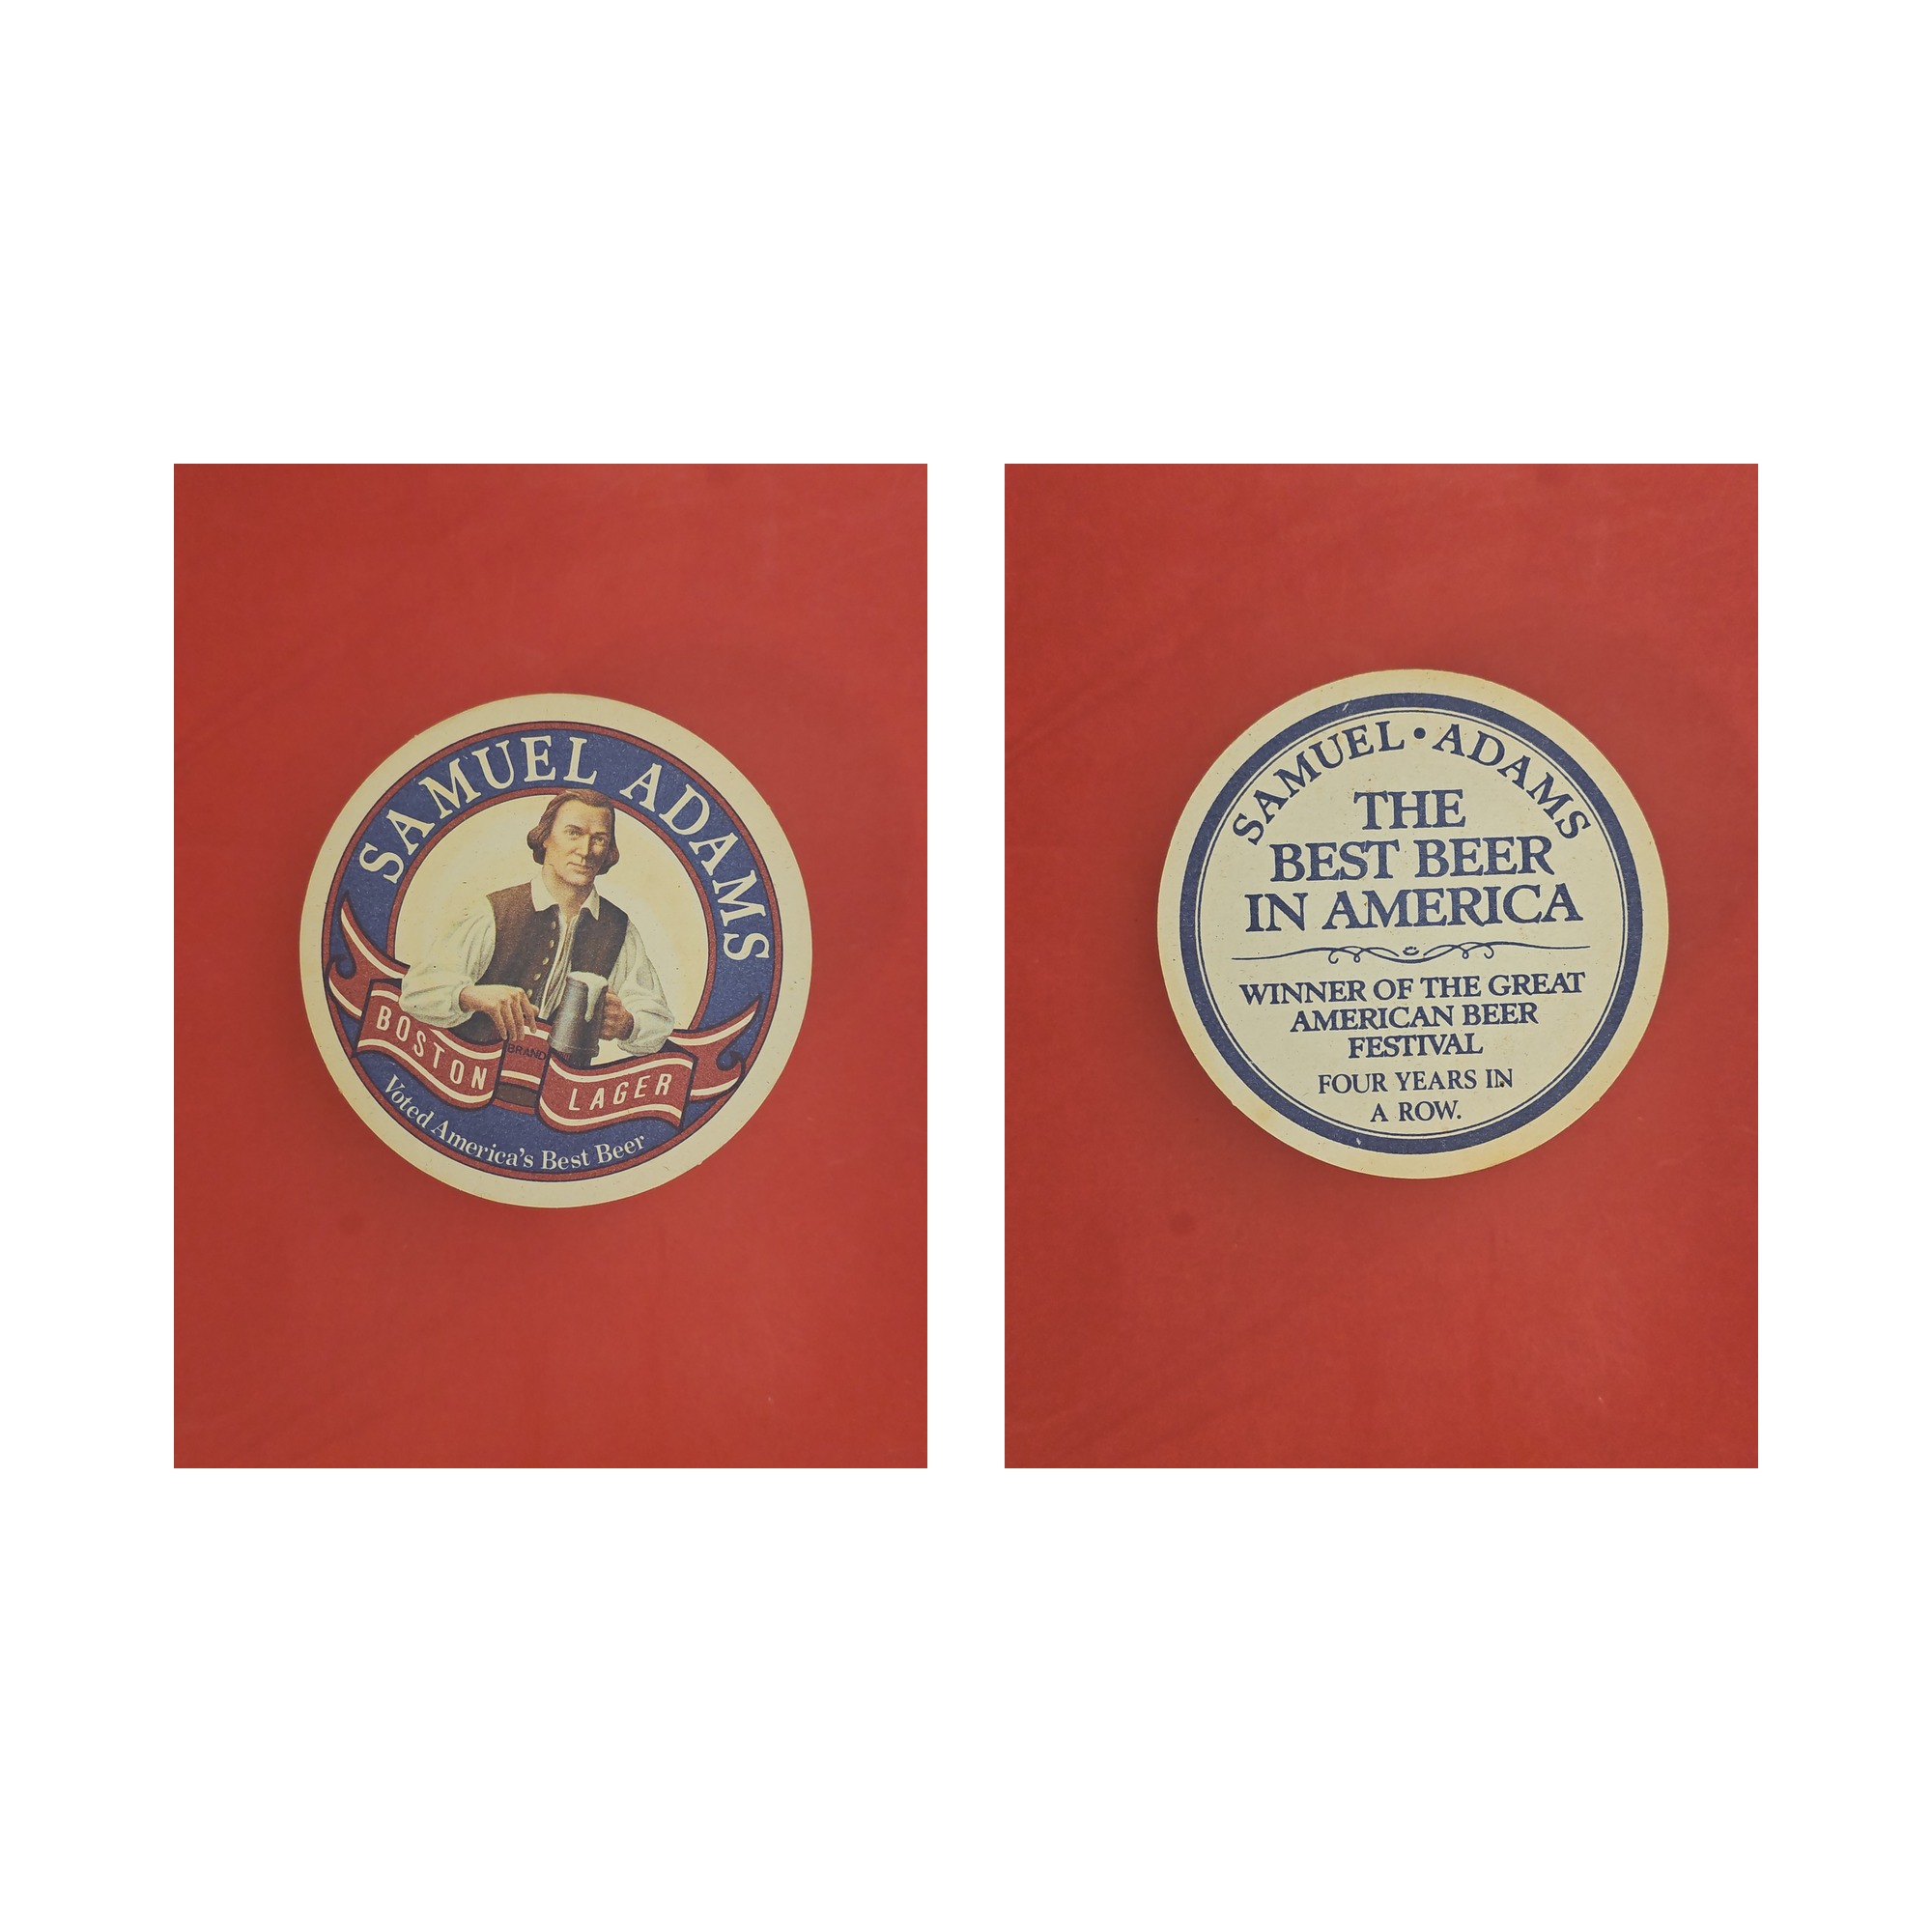 SAMUEL ADAMS
BOSTON
BRAND
LAGER
Voted America's Best Beer
SAMUEL • ADAMS
THE
BEST BEER
IN AMERICA
WINNER OF THE GREAT
AMERICAN BEER
FESTIVAL
FOUR YEARS IN
A ROW.